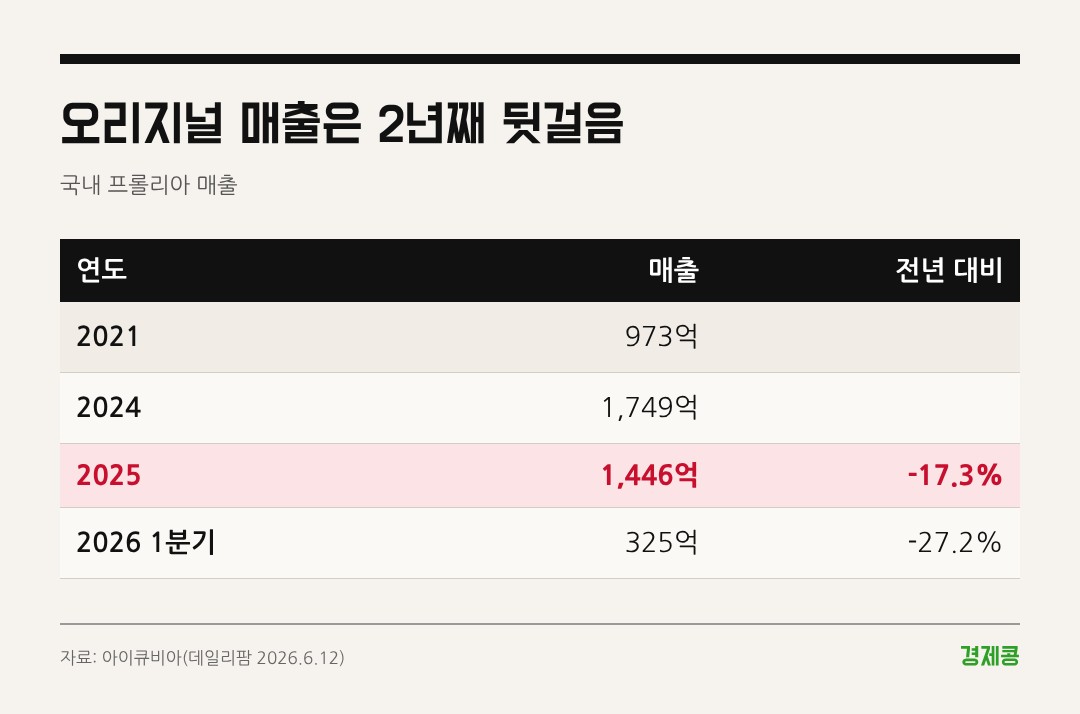 오리지널 매출은 2년째 뒷걸음
국내 프롤리아 매출
연도 매출 전년 대비
2021 973억
2024 1,749억
2025 1,446억 -17.3%
2026 1분기 325억 -27.2%
자료: 아이큐비아(데일리팜 2026.6.12)
경제콩